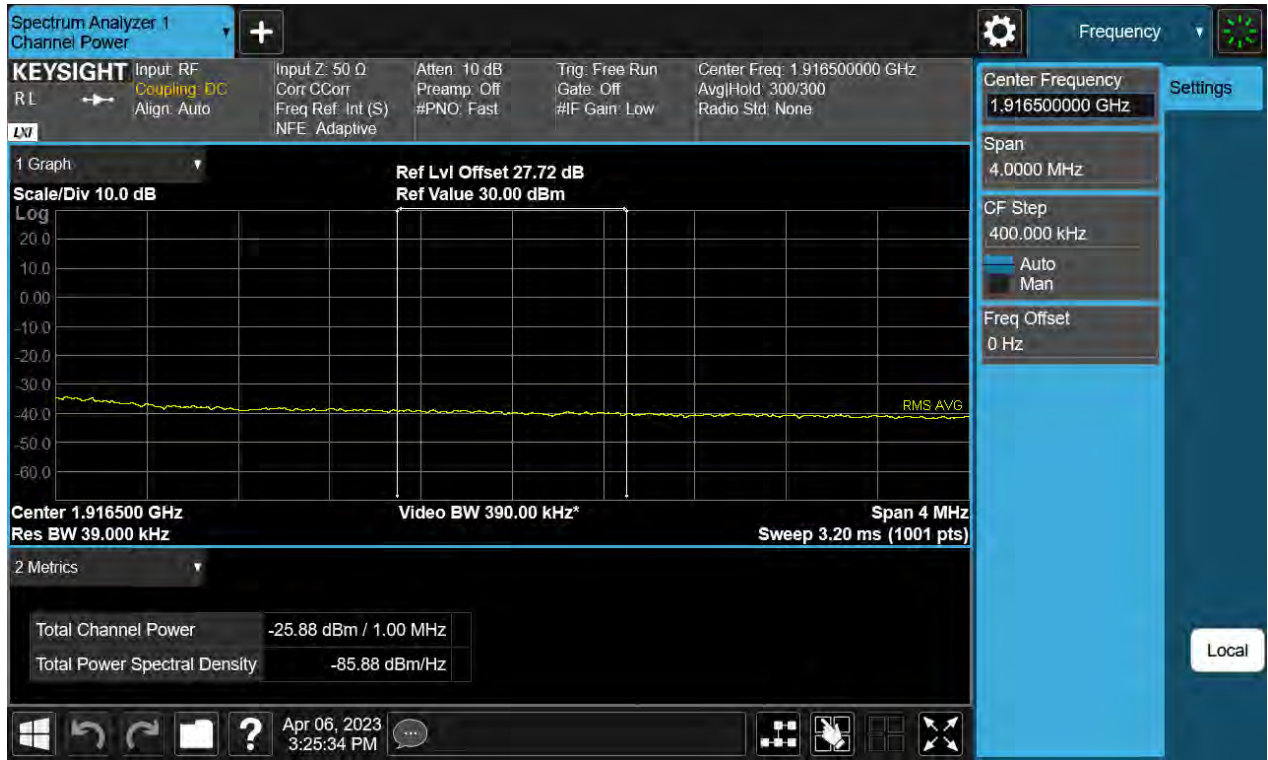 Spectrum Analyzer 1
Channel Power
Frequency
KEYSIGHT
RL
LXI
Input: RF
Coupling: DC
Align: Auto
Input Z: 50 Ω
Corr CCorr
Freq Ref: Int (S)
NFE: Adaptive
Atten: 10 dB
Preamp: Off
#PNO: Fast
Trig: Free Run
Gate: Off
#IF Gain: Low
Center Freq: 1.916500000 GHz
Avg|Hold: 300/300
Radio Std: None
Center Frequency
1.916500000 GHz
Settings
Span
4.0000 MHz
CF Step
400.000 kHz
Auto
Man
Freq Offset
0 Hz
1 Graph
Ref Lvl Offset 27.72 dB
Scale/Div 10.0 dB
Ref Value 30.00 dBm
Log
20.0
10.0
0.00
-10.0
-20.0
-30.0
-40.0
-50.0
-60.0
RMS AVG
Center 1.916500 GHz
Video BW 390.00 kHz*
Span 4 MHz
Res BW 39.000 kHz
Sweep 3.20 ms (1001 pts)
2 Metrics
Total Channel Power
-25.88 dBm / 1.00 MHz
Total Power Spectral Density
-85.88 dBm/Hz
Local
?
Apr 06, 2023
3:25:34 PM